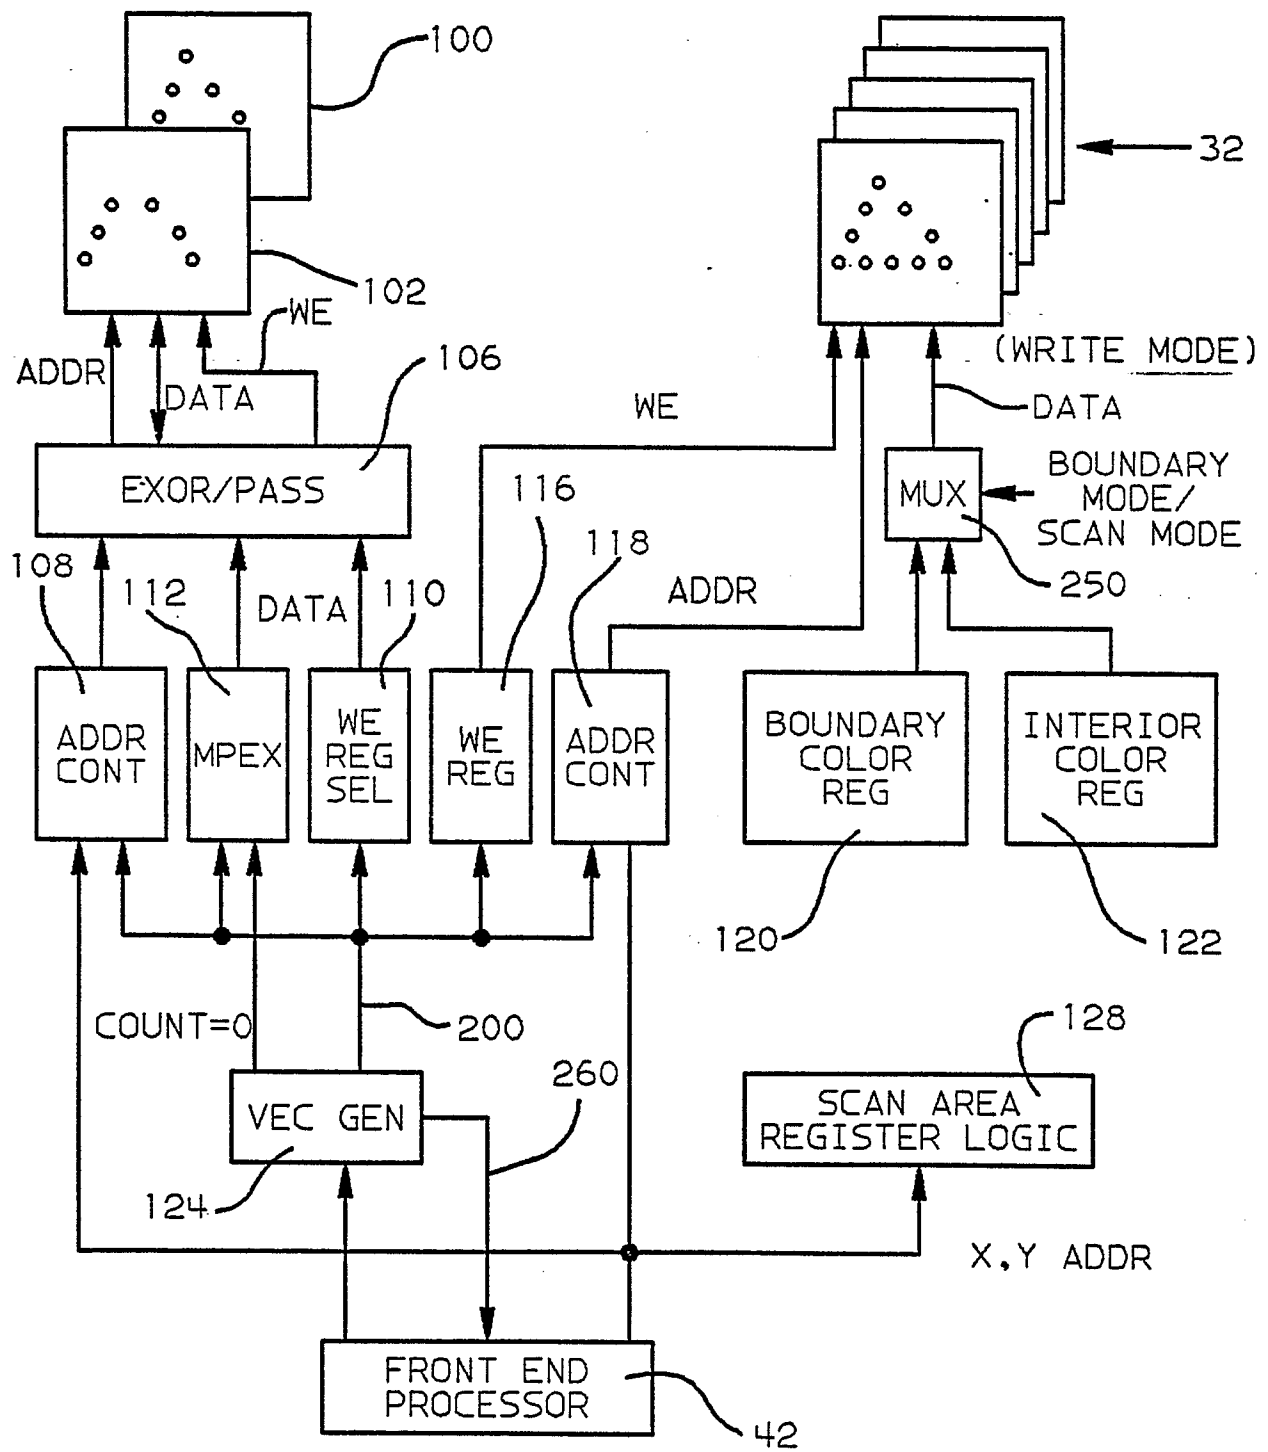 100
32
102
WE
(WRITE MODE)
ADDR
DATA
106
WE
DATA
EXOR/PASS
116
MUX
BOUNDARY
MODE/
SCAN MODE
108
112
DATA
110
118
ADDR
250
ADDR
CONT
MPEX
WE
REG
SEL
WE
REG
ADDR
CONT
BOUNDARY
COLOR
REG
INTERIOR
COLOR
REG
120
122
COUNT=0
200
128
260
VEC GEN
SCAN AREA
REGISTER LOGIC
124
X,Y ADDR
FRONT END
PROCESSOR
42